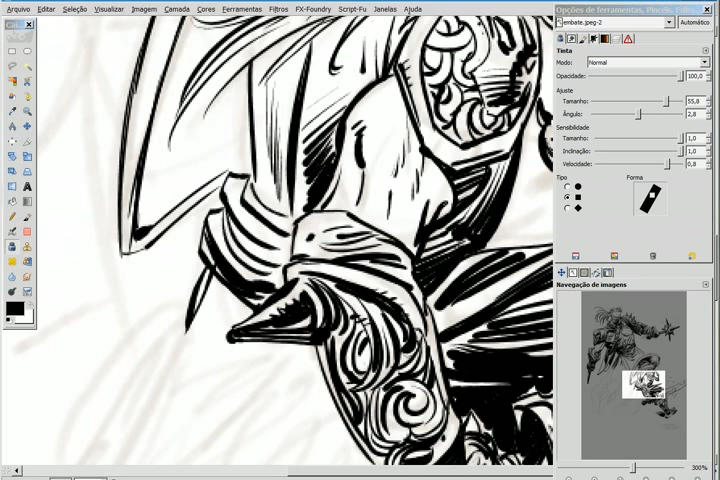 Arquivo Editar Seleção Visualizar Imagem Camada Cores Ferramentas Filtros FX-Foundry Script-Fu Janelas Ajuda
Opções de ferramentas, Pincéis,
embate.jpeg-2 Automático
Tinta
Modo: Normal
Opacidade: 100,0
Ajuste
Tamanho: 55,8
Ângulo: 2,8
Sensibilidade
Tamanho: 1,0
Inclinação: 1,0
Velocidade: 0,8
Tipo Forma
Navegação de imagens
300%